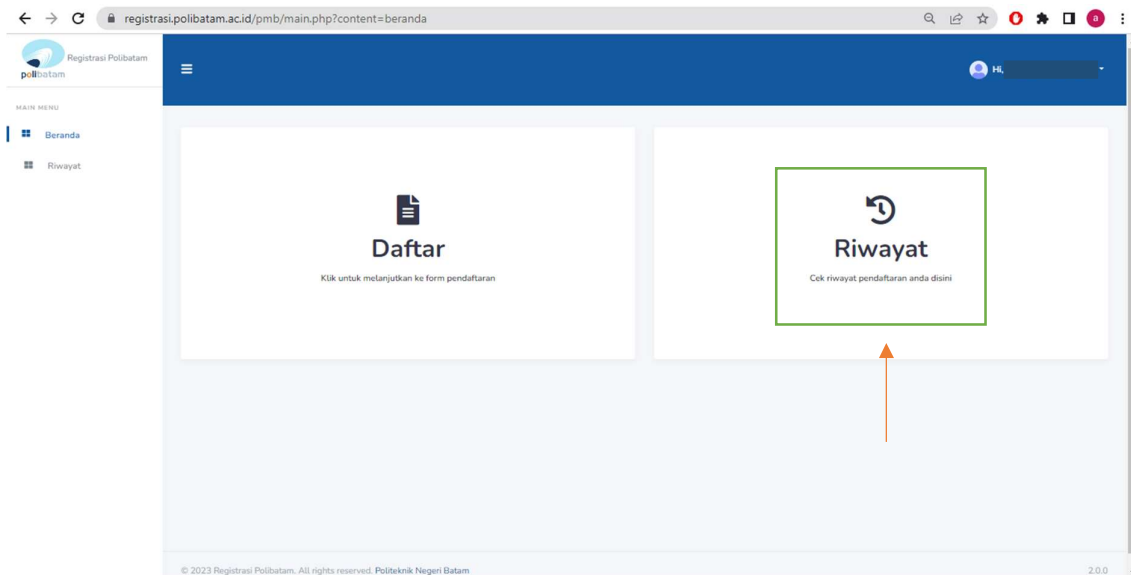 registrasi.polibatam.ac.id/pmb/main.php?content=beranda
a
Registrasi Polibatam
polibatam
Hi,
MAIN MENU
Beranda
Riwayat
Daftar
Klik untuk melanjutkan ke form pendaftaran
Riwayat
Cek riwayat pendaftaran anda disini
© 2023 Registrasi Polibatam. All rights reserved. Politeknik Negeri Batam
2.0.0